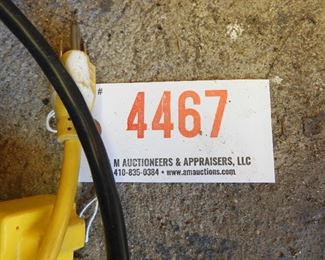 #
4467
M AUCTIONEERS & APPRAISERS, LLC
410-835-0384 • www.amauctions.com